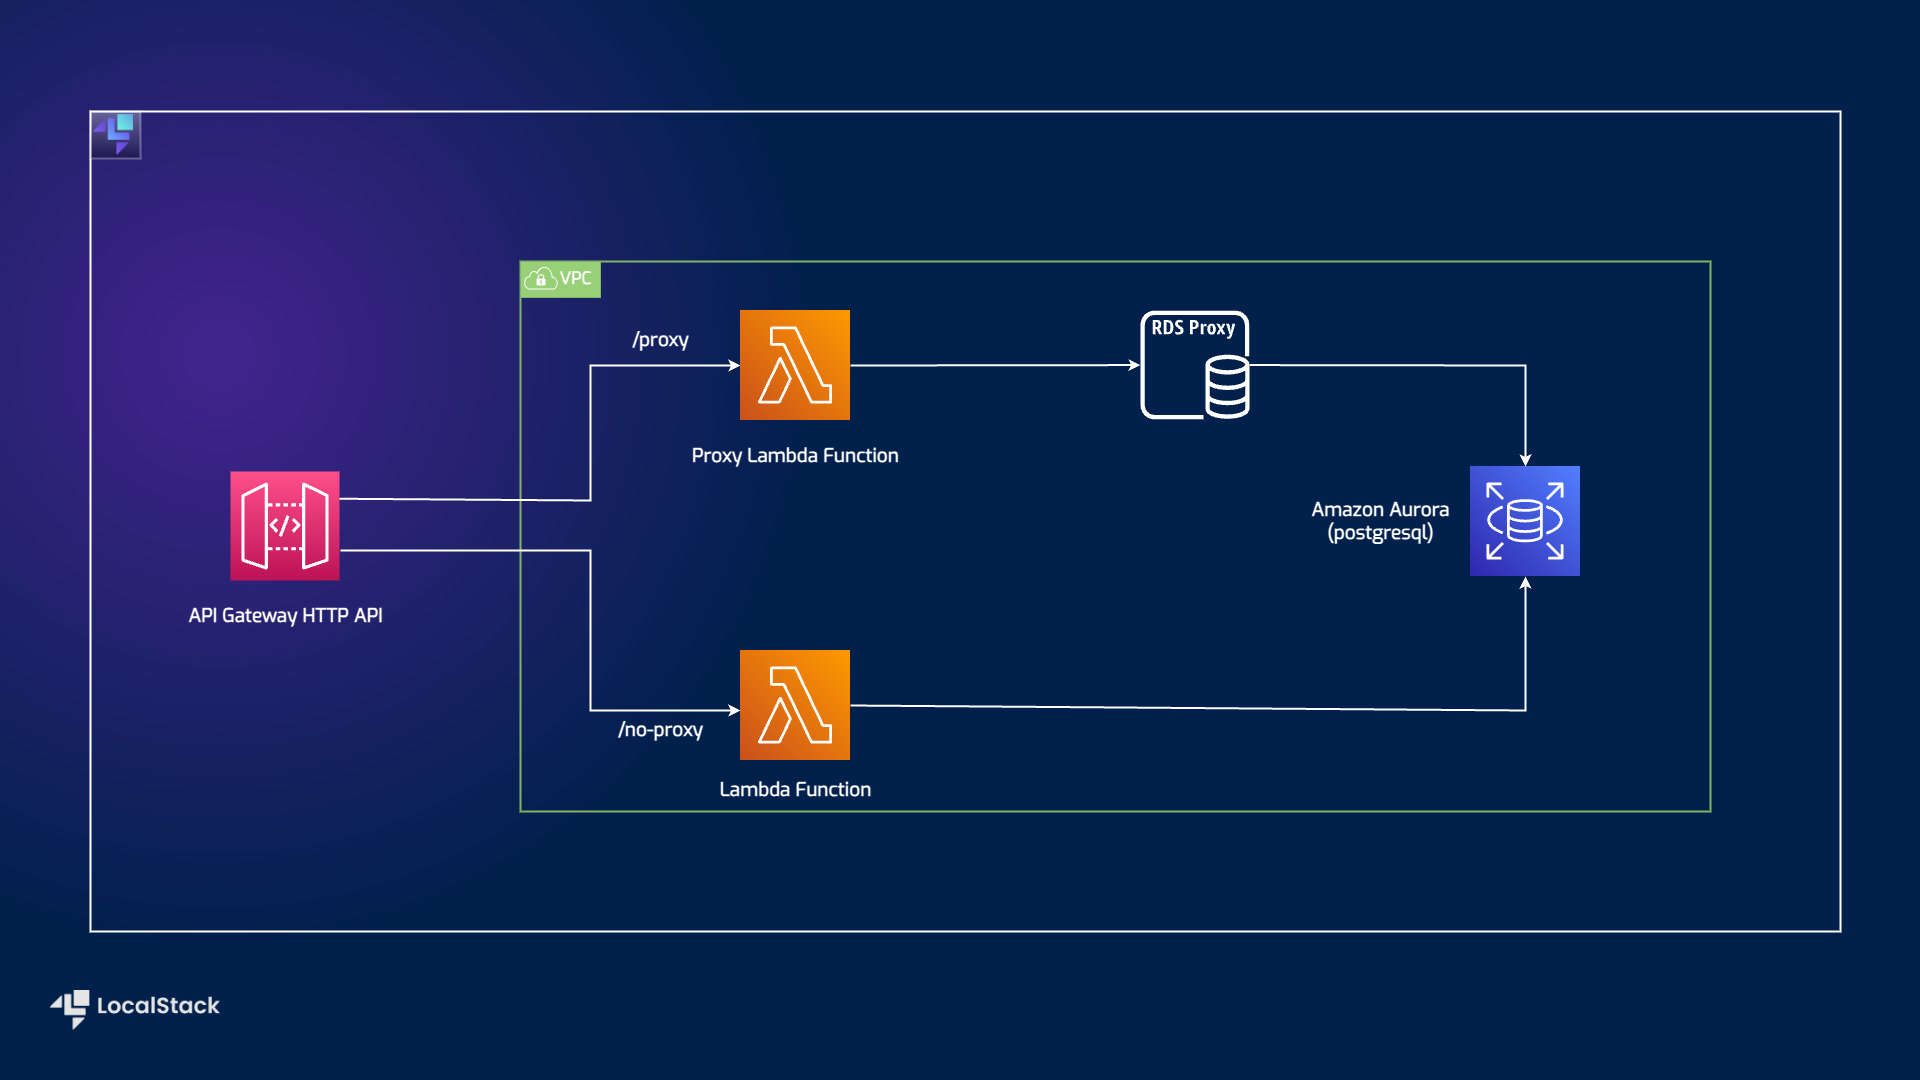 VPC
/proxy
RDS Proxy
Proxy Lambda Function
Amazon Aurora
(postgresql)
</>
API Gateway HTTP API
/no-proxy
Lambda Function
LocalStack